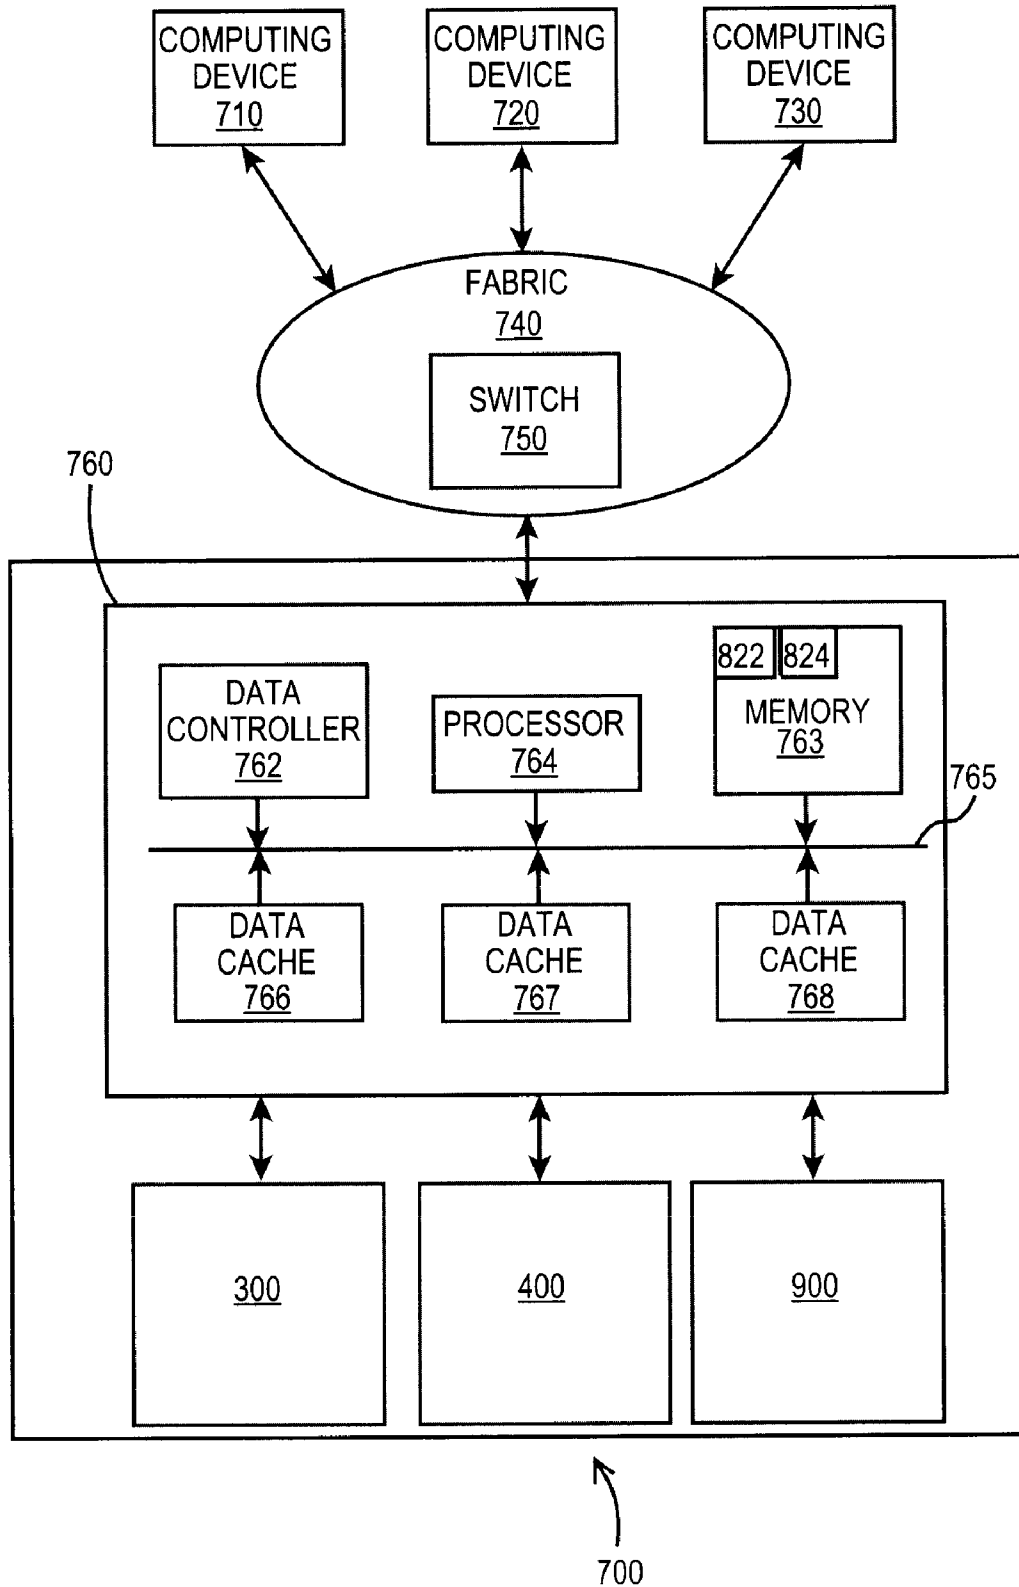 COMPUTING
DEVICE
710
COMPUTING
DEVICE
720
COMPUTING
DEVICE
730
FABRIC
740
SWITCH
750
760
DATA
CONTROLLER
762
PROCESSOR
764
822
824
MEMORY
763
765
DATA
CACHE
766
DATA
CACHE
767
DATA
CACHE
768
300
400
900
700